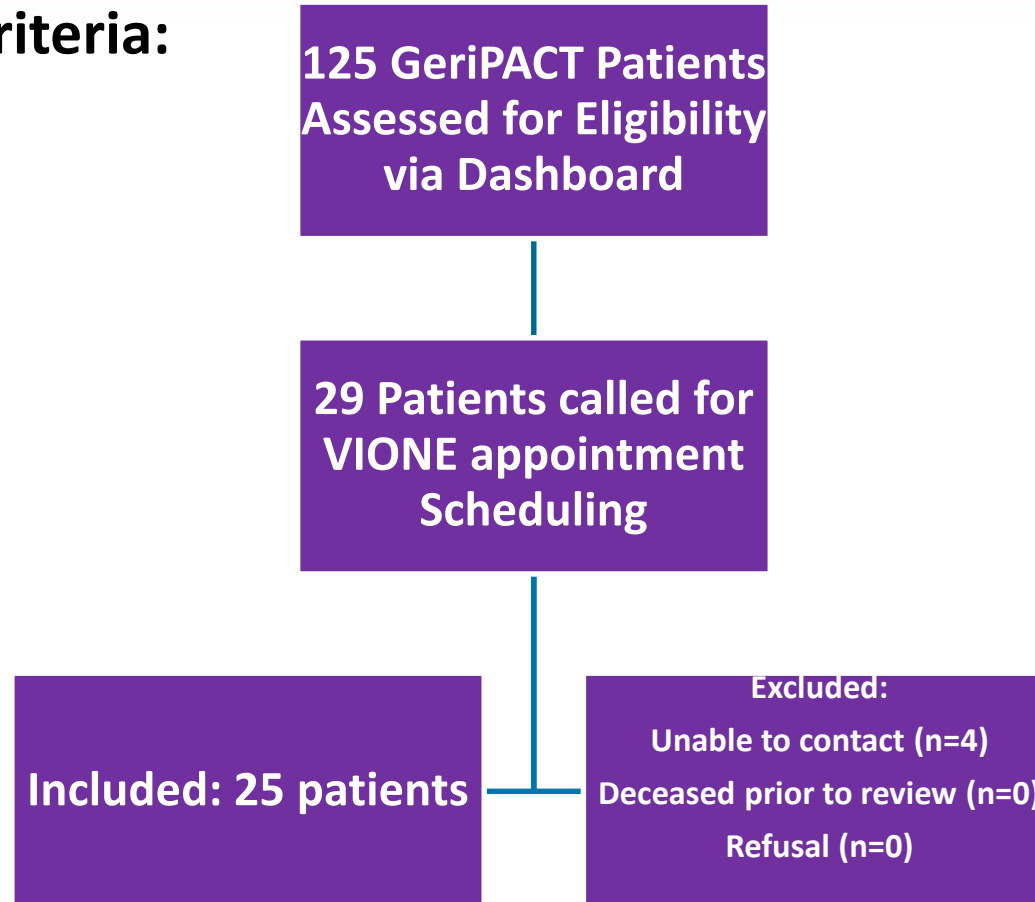 riteria:
125 GeriPACT Patients
Assessed for Eligibility
via Dashboard
29 Patients called for
VIONE appointment
Scheduling
Included: 25 patients
Excluded:
Unable to contact (n=4)
Deceased prior to review (n=0)
Refusal (n=0)